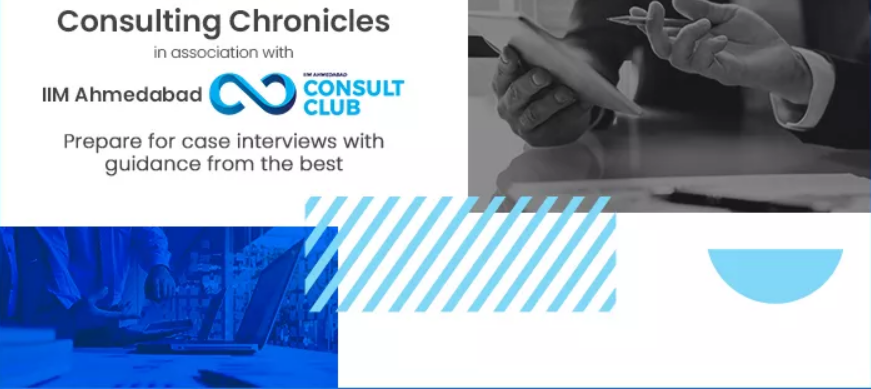 Consulting Chronicles
in association with
IIM Ahmedabad
IIM AHMEDABAD
CONSULT
CLUB
Prepare for case interviews with
guidance from the best